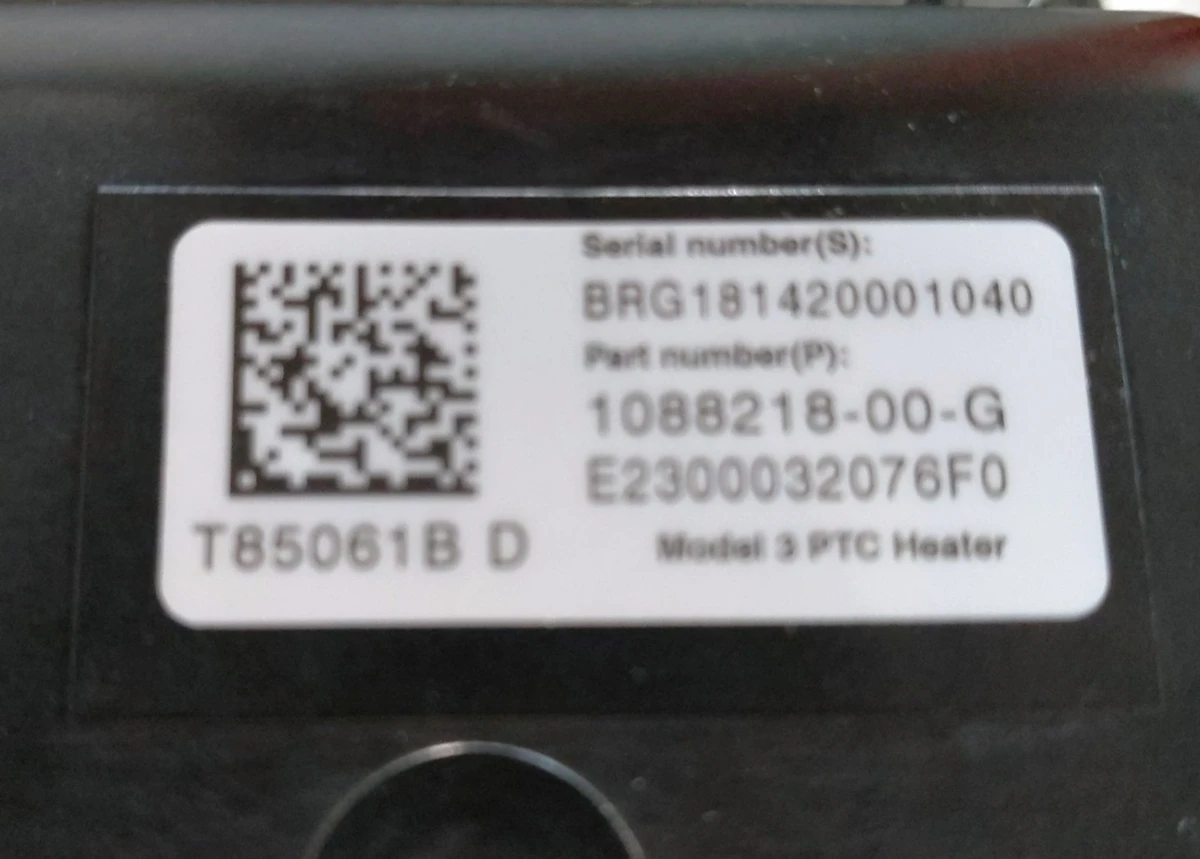 Serial number(S):
BRG181420001040
Part number(P):
1088218-00-G
E2300032076F0
T85061B D
Model 3 PTC Heater